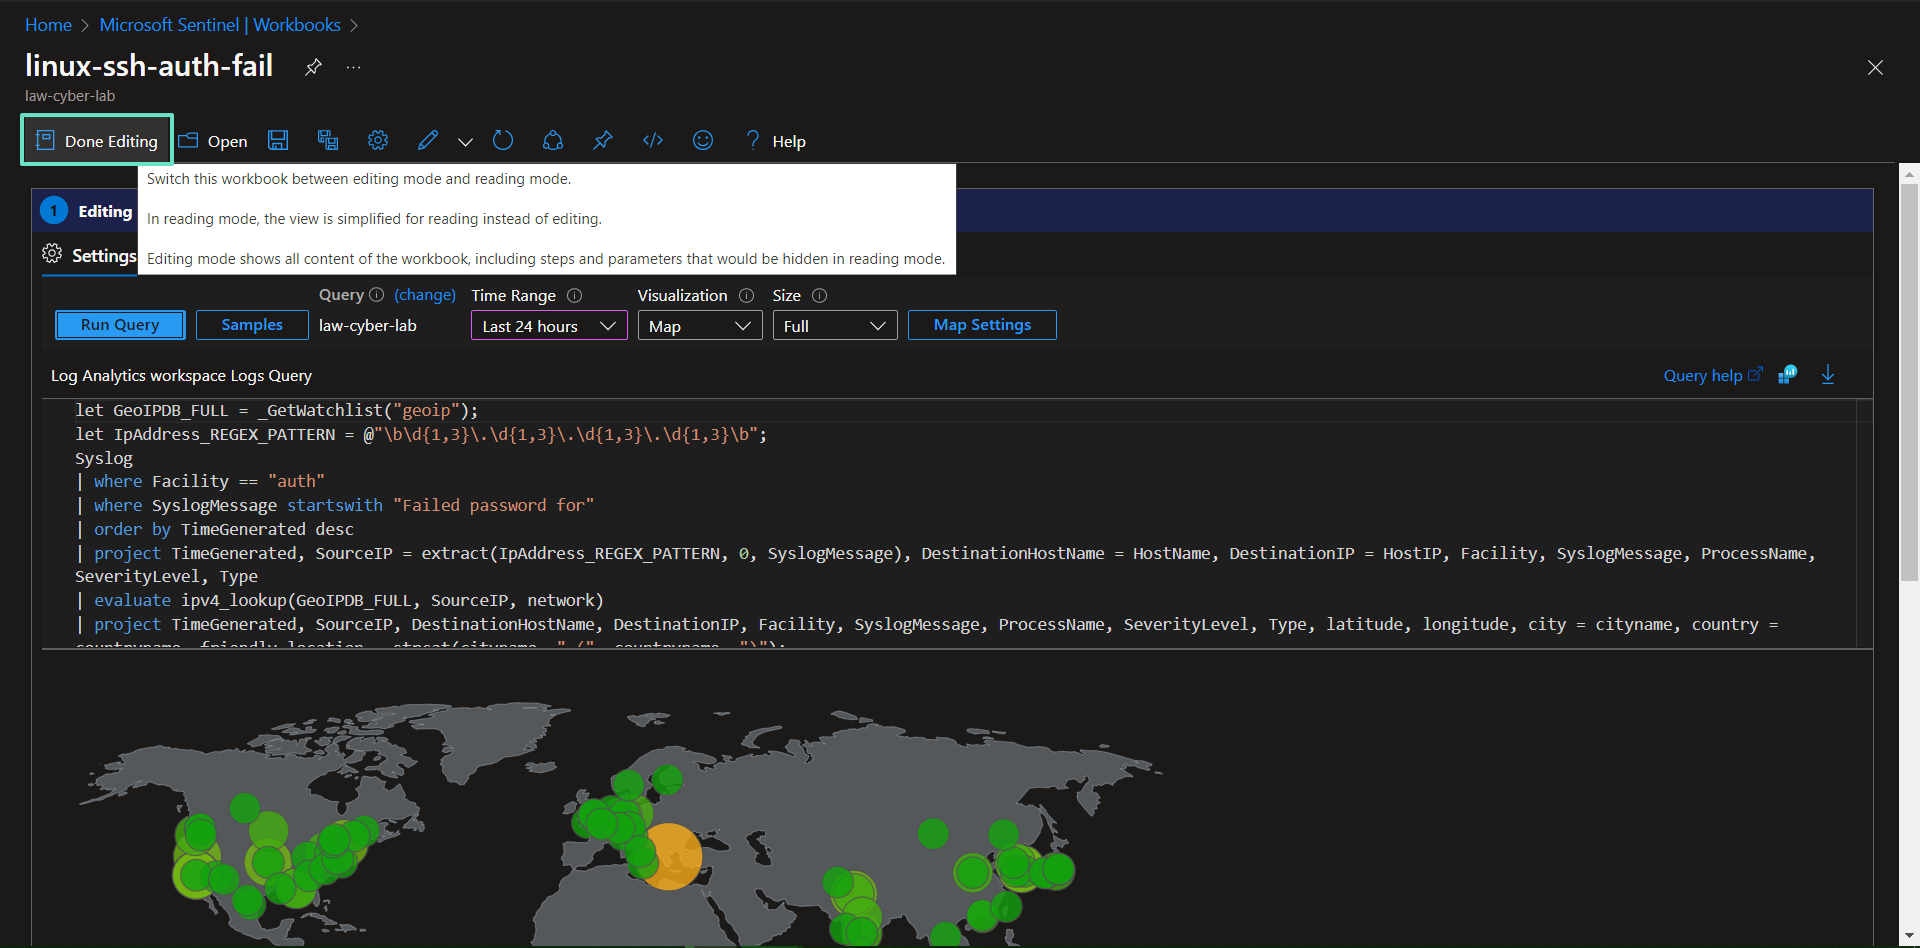 Home > Microsoft Sentinel | Workbooks >
linux-ssh-auth-fail ...
law-cyber-lab
Done Editing Open Help
Switch this workbook between editing mode and reading mode.
In reading mode, the view is simplified for reading instead of editing.
Editing mode shows all content of the workbook, including steps and parameters that would be hidden in reading mode.
1 Editing
Settings
Query (change) Time Range Visualization Size
Run Query Samples law-cyber-lab Last 24 hours Map Full Map Settings
Log Analytics workspace Logs Query Query help
let GeoIPDB_FULL = _GetWatchlist("geoip");
let IpAddress_REGEX_PATTERN = @"\b\d{1,3}\.\d{1,3}\.\d{1,3}\.\d{1,3}\b";
Syslog
| where Facility == "auth"
| where SyslogMessage startswith "Failed password for"
| order by TimeGenerated desc
| project TimeGenerated, SourceIP = extract(IpAddress_REGEX_PATTERN, 0, SyslogMessage), DestinationHostName = HostName, DestinationIP = HostIP, Facility, SyslogMessage, ProcessName,
SeverityLevel, Type
| evaluate ipv4_lookup(GeoIPDB_FULL, SourceIP, network)
| project TimeGenerated, SourceIP, DestinationHostName, DestinationIP, Facility, SyslogMessage, ProcessName, SeverityLevel, Type, latitude, longitude, city = cityname, country =
countryname, friendly_location = strcat(cityname, " (", countryname, ")");